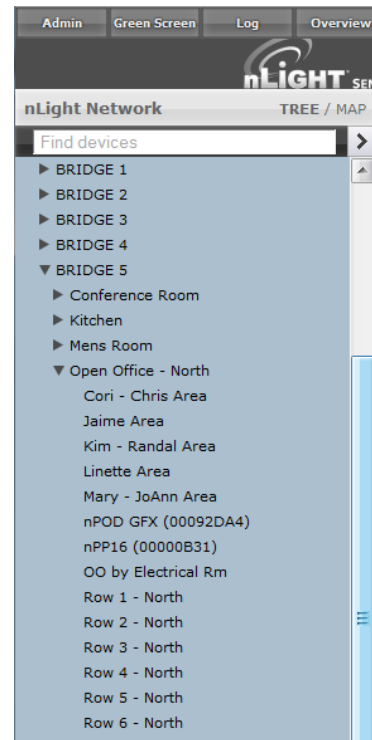 Admin Green Screen Log Overview
nLIGHT SEN
nLight Network TREE / MAP
Find devices
BRIDGE 1
BRIDGE 2
BRIDGE 3
BRIDGE 4
BRIDGE 5
Conference Room
Kitchen
Mens Room
Open Office - North
Cori - Chris Area
Jaime Area
Kim - Randal Area
Linette Area
Mary - JoAnn Area
nPOD GFX (00092DA4)
nPP16 (00000B31)
OO by Electrical Rm
Row 1 - North
Row 2 - North
Row 3 - North
Row 4 - North
Row 5 - North
Row 6 - North